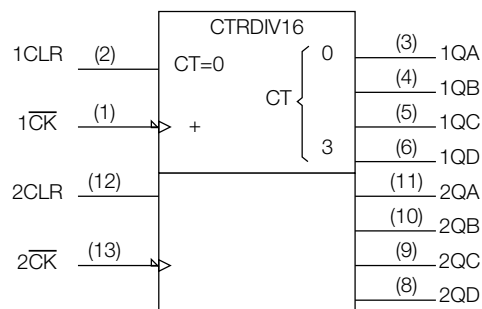 CTRDIV16
1CLR (2) CT=0 0 (3) 1QA
(4) 1QB
CT
1C̅K̅ (1) + (5) 1QC
3 (6) 1QD
2CLR (12) (11) 2QA
(10) 2QB
2C̅K̅ (13) (9) 2QC
(8) 2QD